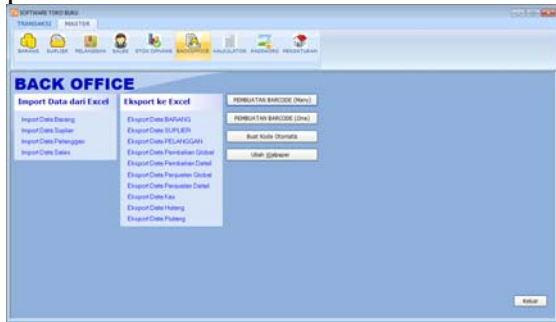 SOFTWARE TOKO BUKU
TRANSAKSI MASTER
BARANG SUPLIER PELANGGAN SALES STOK OPNAME BACKOFFICE KALKULATOR PASSWORD PENGATURAN
BACK OFFICE
Import Data dari Excel
Import Data Barang
Import Data Suplier
Import Data Pelanggan
Import Data Sales
Eksport ke Excel
Eksport Data BARANG
Eksport Data SUPLIER
Eksport Data PELANGGAN
Eksport Data Pembelian Global
Eksport Data Pembelian Detail
Eksport Data Penjualan Global
Eksport Data Penjualan Detail
Eksport Data Kas
Eksport Data Hutang
Eksport Data Piutang
PEMBUATAN BARCODE (Many)
PEMBUATAN BARCODE (One)
Buat Kode Otomatis
Ubah Walpaper
Keluar